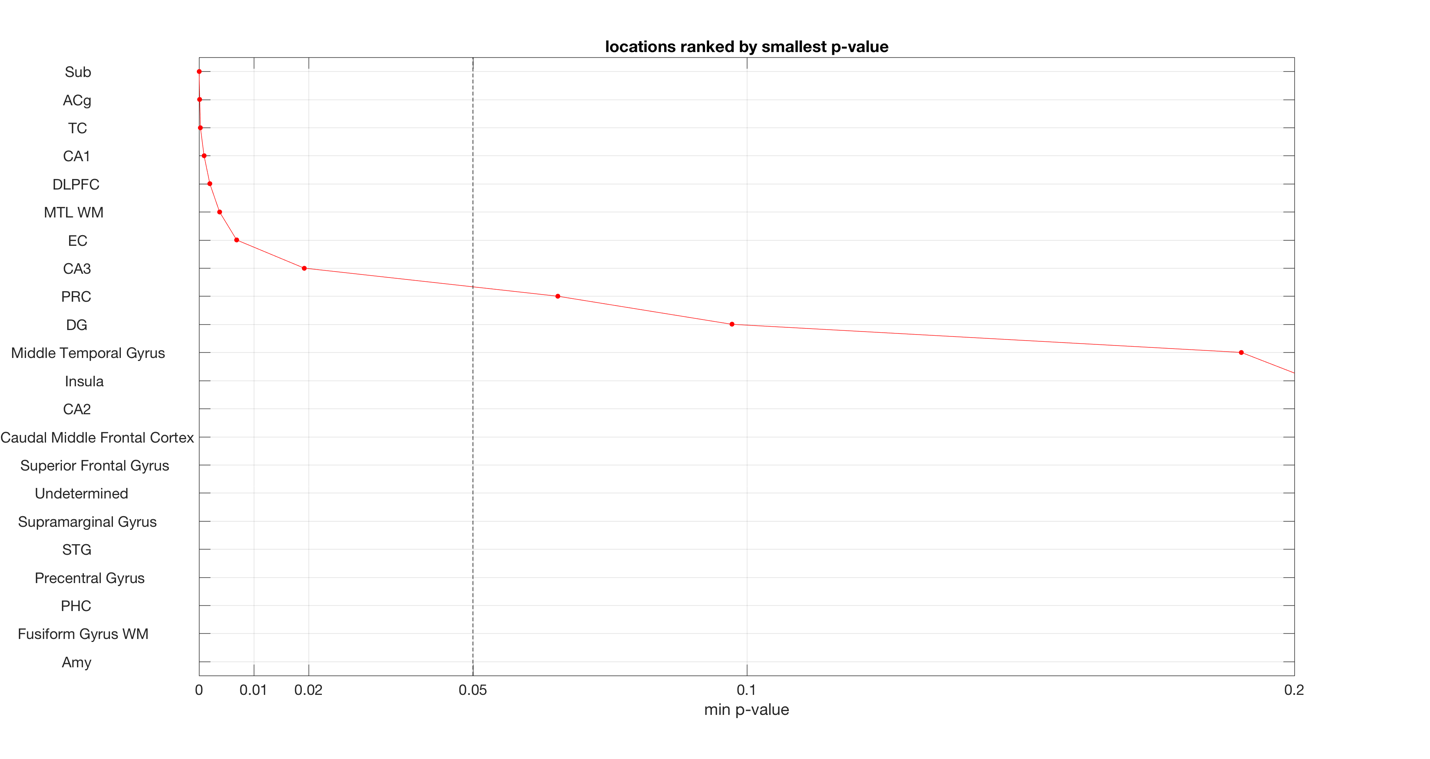 locations ranked by smallest p-value
Sub
ACg
TC
CA1
DLPFC
MTL WM
EC
CA3
PRC
DG
Middle Temporal Gyrus
Insula
CA2
Caudal Middle Frontal Cortex
Superior Frontal Gyrus
Undetermined
Supramarginal Gyrus
STG
Precentral Gyrus
PHC
Fusiform Gyrus WM
Amy
0 0.01 0.02 0.05 0.1 0.2
min p-value